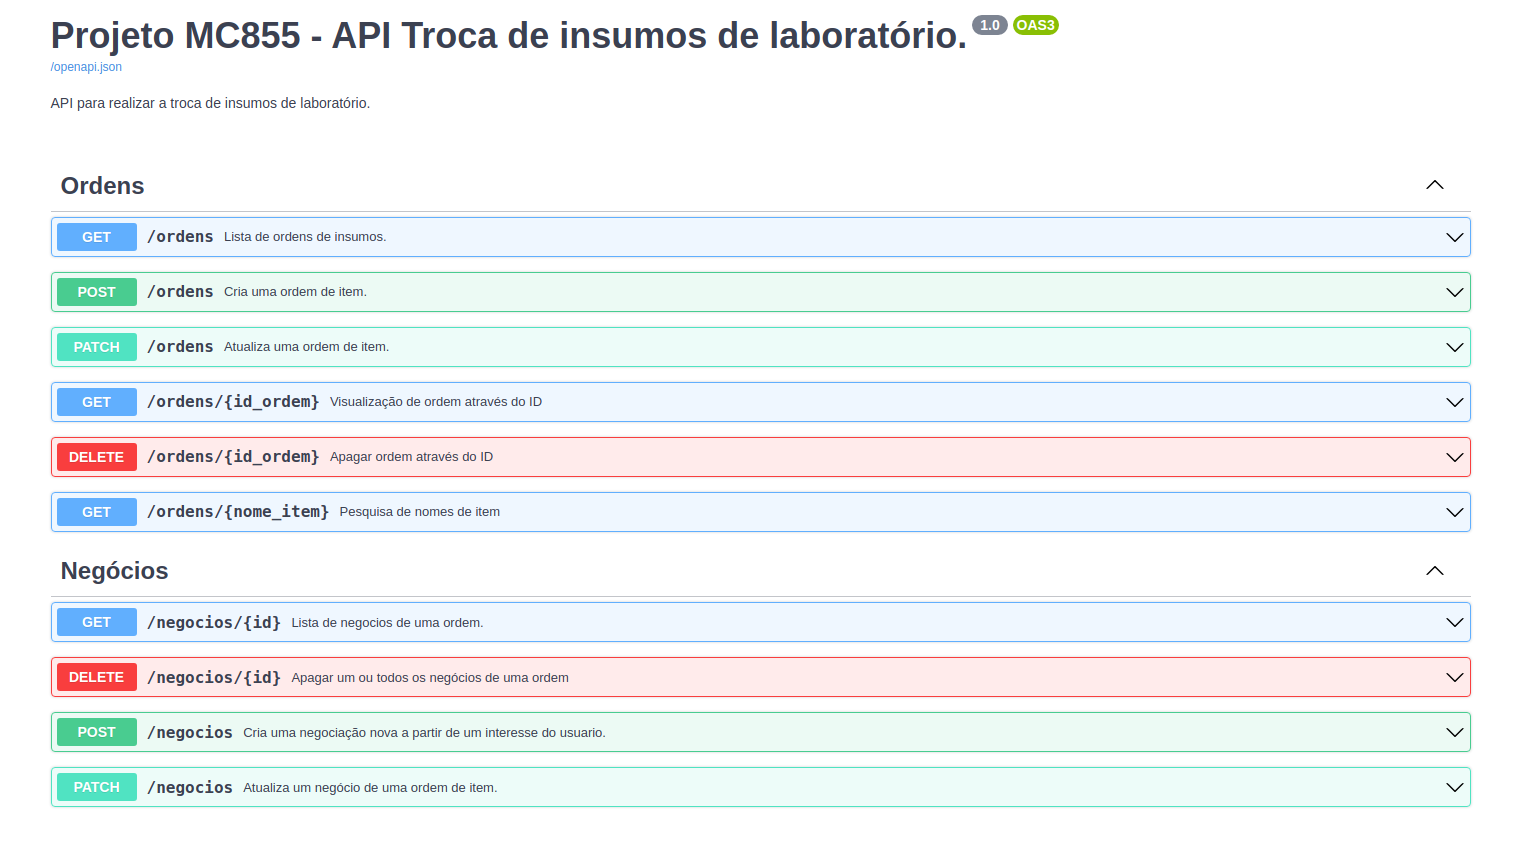 Projeto MC855 - API Troca de insumos de laboratório. 1.0 OAS3
/openapi.json
API para realizar a troca de insumos de laboratório.
Ordens
GET /ordens Lista de ordens de insumos.
POST /ordens Cria uma ordem de item.
PATCH /ordens Atualiza uma ordem de item.
GET /ordens/{id_ordem} Visualização de ordem através do ID
DELETE /ordens/{id_ordem} Apagar ordem através do ID
GET /ordens/{nome_item} Pesquisa de nomes de item
Negócios
GET /negocios/{id} Lista de negocios de uma ordem.
DELETE /negocios/{id} Apagar um ou todos os negócios de uma ordem
POST /negocios Cria uma negociação nova a partir de um interesse do usuario.
PATCH /negocios Atualiza um negócio de uma ordem de item.